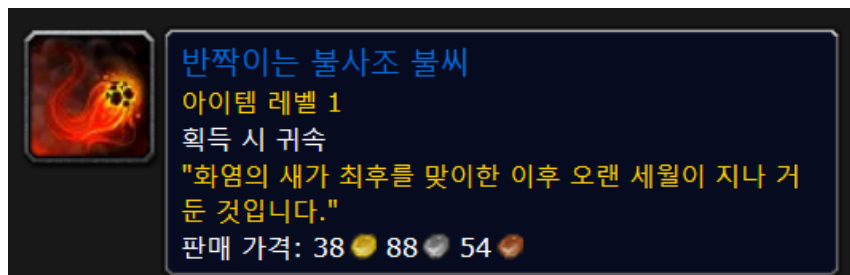 반짝이는 불사조 불씨
아이템 레벨 1
획득 시 귀속
"화염의 새가 최후를 맞이한 이후 오랜 세월이 지나 거
둔 것입니다."
판매 가격: 38 88 54